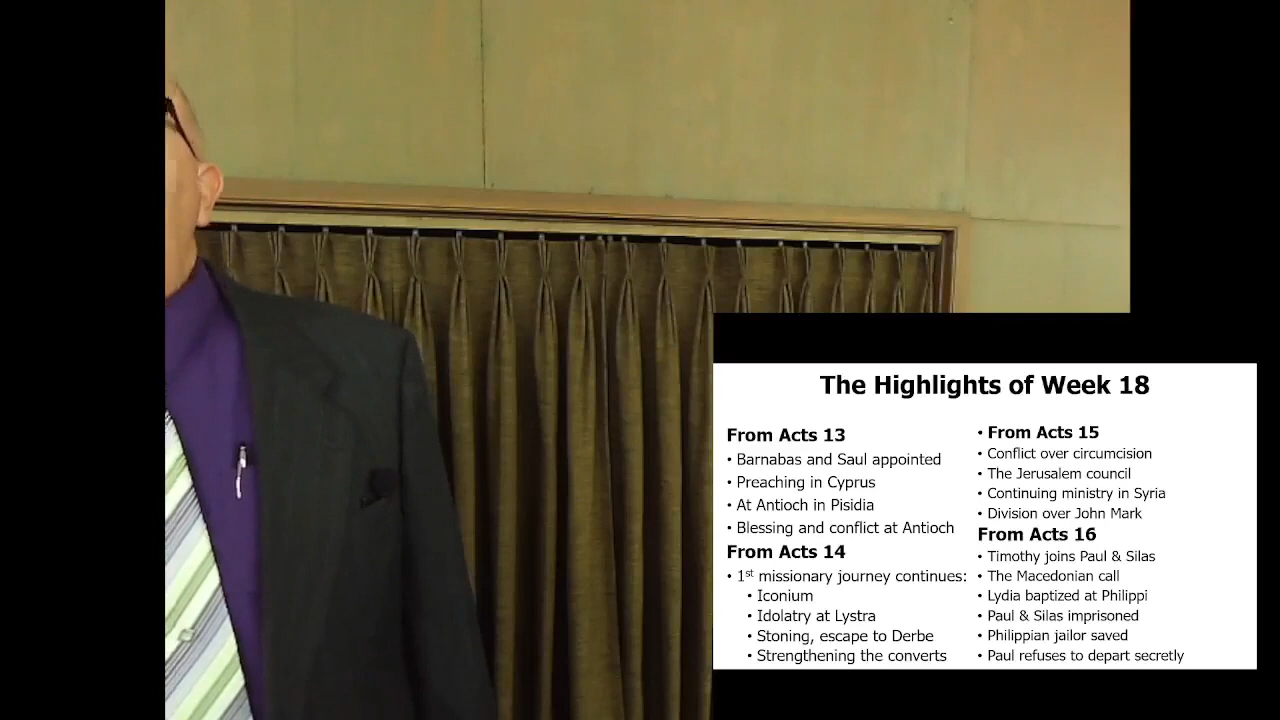 The Highlights of Week 18
From Acts 13
• Barnabas and Saul appointed
• Preaching in Cyprus
• At Antioch in Pisidia
• Blessing and conflict at Antioch
From Acts 14
• 1st missionary journey continues:
• Iconium
• Idolatry at Lystra
• Stoning, escape to Derbe
• Strengthening the converts
• From Acts 15
• Conflict over circumcision
• The Jerusalem council
• Continuing ministry in Syria
• Division over John Mark
From Acts 16
• Timothy joins Paul & Silas
• The Macedonian call
• Lydia baptized at Philippi
• Paul & Silas imprisoned
• Philippian jailor saved
• Paul refuses to depart secretly